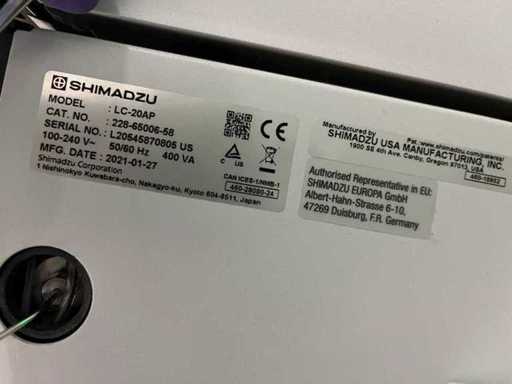 SHIMADZU
MODEL : LC-20AP
CAT. NO. : 228-65006-58
SERIAL NO. : L20545870805 US
100-240 V~ 50/60 Hz 400 VA
MFG. DATE : 2021-01-27
Shimadzu Corporation
1 Nishinokyo Kuwabara-cho, Nakagyo-ku, Kyoto 604-8511, Japan
CAN ICES-1/NMB-1
Manufactured by
SHIMADZU USA MANUFACTURING, INC.
1900 SE 4th Ave. Canby, Oregon 97013, USA
Authorised Representative in EU:
SHIMADZU EUROPA GmbH
Albert-Hahn-Strasse 6-10,
47269 Duisburg, F.R. Germany